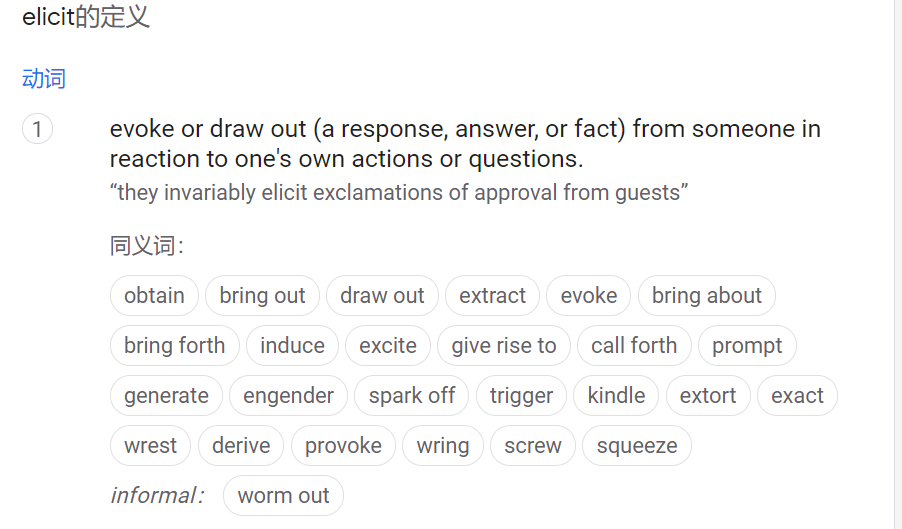 elicit的定义
动词
1
evoke or draw out (a response, answer, or fact) from someone in
reaction to one's own actions or questions.
“they invariably elicit exclamations of approval from guests”
同义词：
obtain bring out draw out extract evoke bring about
bring forth induce excite give rise to call forth prompt
generate engender spark off trigger kindle extort exact
wrest derive provoke wring screw squeeze
informal： worm out